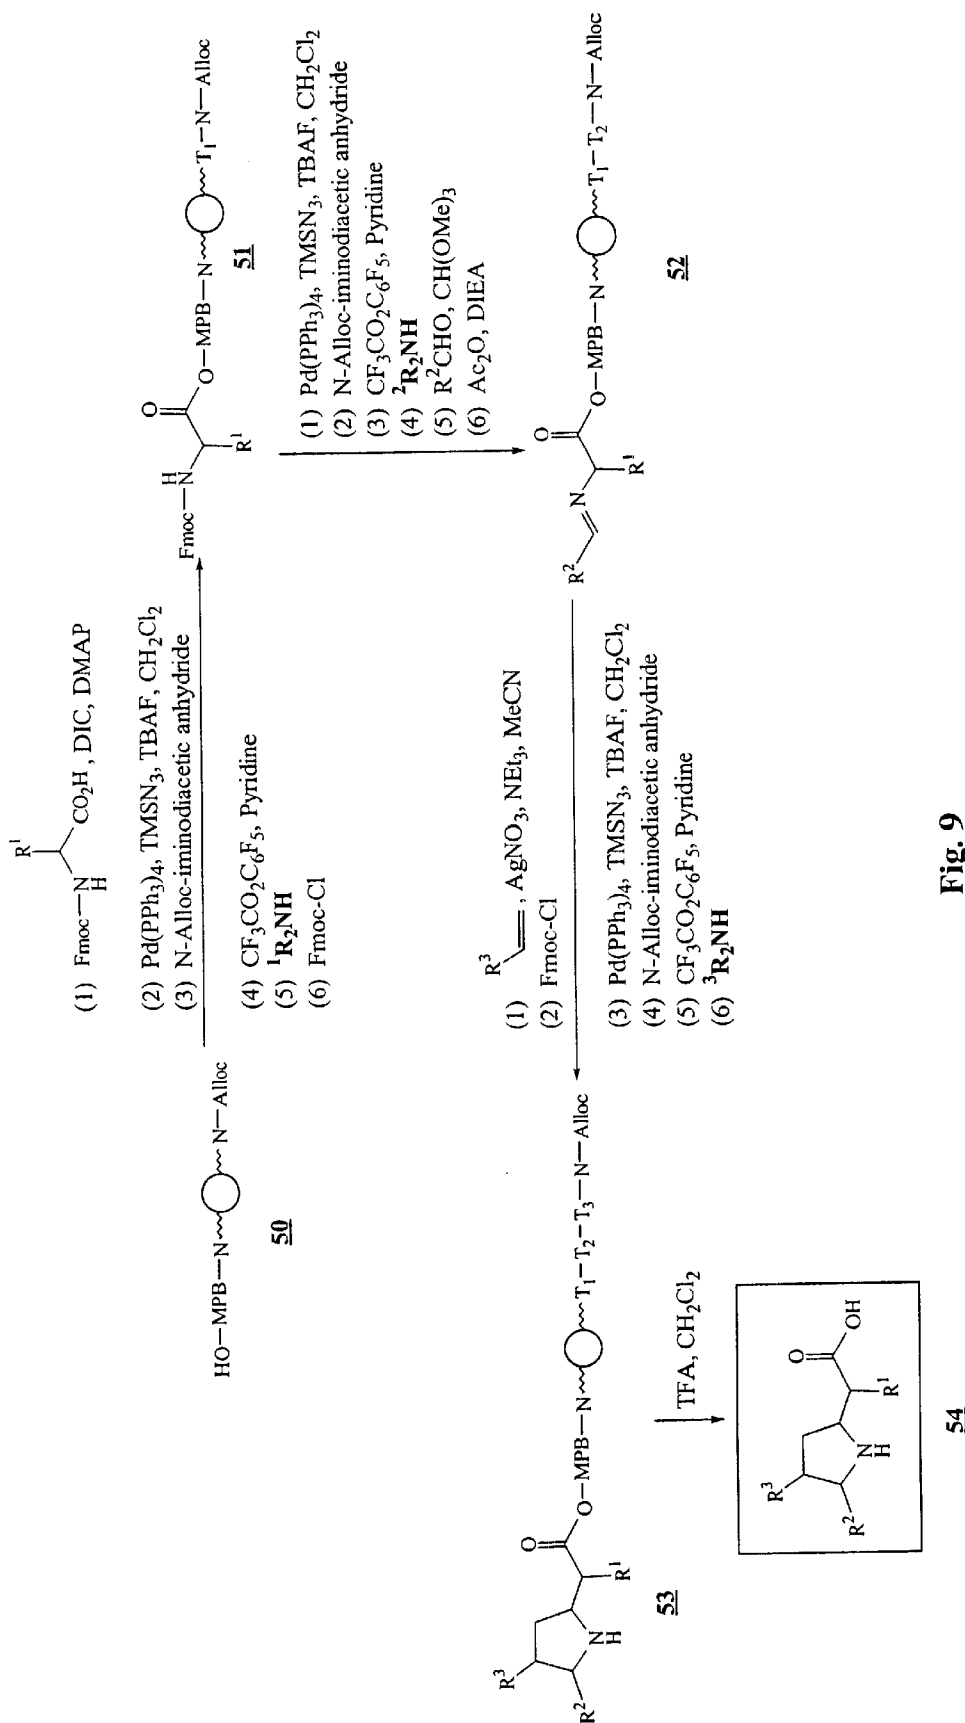 R¹
(1) Fmoc—N CO₂H, DIC, DMAP
H
(2) Pd(PPh₃)₄, TMSN₃, TBAF, CH₂Cl₂
(3) N-Alloc-iminodiacetic anhydride
(4) CF₃CO₂C₆F₅, Pyridine
(5) ¹R₂NH
(6) Fmoc-Cl
HO—MPB—N N—Alloc
50
H
Fmoc—N R¹ O O—MPB—N T₁—N—Alloc
51
(1) Pd(PPh₃)₄, TMSN₃, TBAF, CH₂Cl₂
(2) N-Alloc-iminodiacetic anhydride
(3) CF₃CO₂C₆F₅, Pyridine
(4) ²R₂NH
(5) R²CHO, CH(OMe)₃
(6) Ac₂O, DIEA
R² N R¹ O O—MPB—N T₁—T₂—N—Alloc
52
(1) R³ , AgNO₃, NEt₃, MeCN
(2) Fmoc-Cl
(3) Pd(PPh₃)₄, TMSN₃, TBAF, CH₂Cl₂
(4) N-Alloc-iminodiacetic anhydride
(5) CF₃CO₂C₆F₅, Pyridine
(6) ³R₂NH
R³ R² N H R¹ O O—MPB—N T₁—T₂—T₃—N—Alloc
53
TFA, CH₂Cl₂
R³ R² N H R¹ O OH
54
Fig. 9